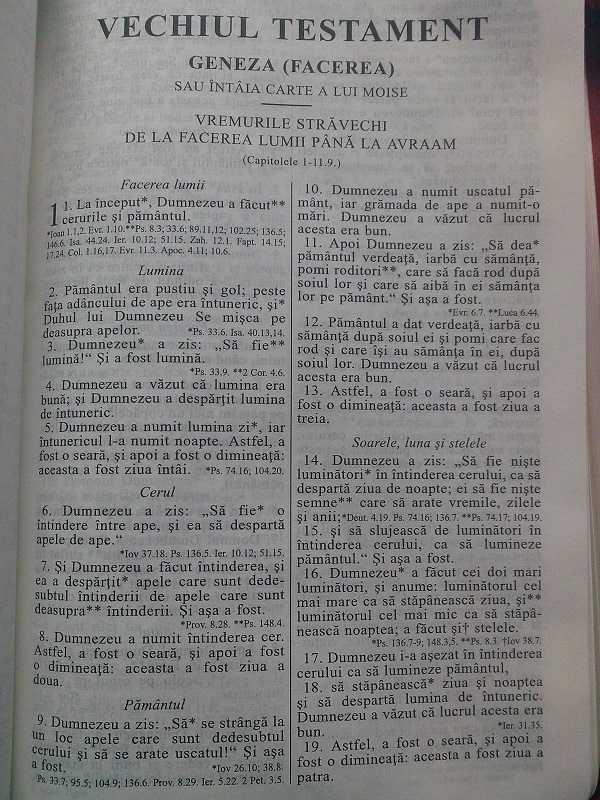 VECHIUL TESTAMENT
GENEZA (FACEREA)
SAU ÎNTÂIA CARTE A LUI MOISE
VREMURILE STRĂVECHI
DE LA FACEREA LUMII PÂNĂ LA AVRAAM
(Capitolele 1-11.9.)
Facerea lumii
1 1. La început*, Dumnezeu a făcut**
cerurile şi pământul.
*Ioan 1.1,2. Evr. 1.10.**Ps. 8.3; 33.6; 89.11,12; 102.25; 136.5;
146.6. Isa. 44.24. Ier. 10.12; 51.15. Zah. 12.1. Fapt. 14.15;
17.24. Col. 1.16,17. Evr. 11.3. Apoc. 4.11; 10.6.
Lumina
2. Pământul era pustiu şi gol; peste
faţa adâncului de ape era întuneric, şi*
Duhul lui Dumnezeu Se mişca pe
deasupra apelor. *Ps. 33.6. Isa. 40.13,14.
3. Dumnezeu* a zis: „Să fie**
lumină!“ Şi a fost lumină.
*Ps. 33.9. **2 Cor. 4.6.
4. Dumnezeu a văzut că lumina era
bună; şi Dumnezeu a despărţit lumina
de întuneric.
5. Dumnezeu a numit lumina zi*, iar
întunericul l-a numit noapte. Astfel, a
fost o seară, şi apoi a fost o dimineaţă:
aceasta a fost ziua întâi. *Ps. 74.16; 104.20.
Cerul
6. Dumnezeu a zis: „Să fie* o
întindere între ape, şi ea să despartă
apele de ape.“
*Iov 37.18. Ps. 136.5. Ier. 10.12; 51.15.
7. Şi Dumnezeu a făcut întinderea, şi
ea a despărţit* apele care sunt dede-
subtul întinderii de apele care sunt
deasupra** întinderii. Şi aşa a fost.
*Prov. 8.28. **Ps. 148.4.
8. Dumnezeu a numit întinderea cer.
Astfel, a fost o seară, şi apoi a fost
o dimineaţă: aceasta a fost ziua a
doua.
Pământul
9. Dumnezeu a zis: „Să* se strângă la
un loc apele care sunt dedesubtul
cerului şi să se arate uscatul!“ Şi aşa
a fost. *Iov 26.10; 38.8.
Ps. 33.7; 95.5; 104.9; 136.6. Prov. 8.29. Ier. 5.22. 2 Pet. 3.5.
10. Dumnezeu a numit uscatul pă-
mânt, iar grămada de ape a numit-o
mări. Dumnezeu a văzut că lucrul
acesta era bun.
11. Apoi Dumnezeu a zis: „Să dea*
pământul verdeaţă, iarbă cu sămânţă,
pomi roditori**, care să facă rod după
soiul lor şi care să aibă în ei sămânţa
lor pe pământ.“ Şi aşa a fost.
*Evr. 6.7. **Luca 6.44.
12. Pământul a dat verdeaţă, iarbă cu
sămânţă după soiul ei şi pomi care fac
rod şi care îşi au sămânţa în ei, după
soiul lor. Dumnezeu a văzut că lucrul
acesta era bun.
13. Astfel, a fost o seară, şi apoi a
fost o dimineaţă: aceasta a fost ziua a
treia.
Soarele, luna şi stelele
14. Dumnezeu a zis: „Să fie nişte
luminători* în întinderea cerului, ca să
despartă ziua de noapte; ei să fie nişte
semne** care să arate vremile, zilele
şi anii;*Deut. 4.19. Ps. 74.16; 136.7. **Ps. 74.17; 104.19.
15. şi să slujească de luminători în
întinderea cerului, ca să lumineze
pământul.“ Şi aşa a fost.
16. Dumnezeu* a făcut cei doi mari
luminători, şi anume: luminătorul cel
mai mare ca să stăpânească ziua, şi**
luminătorul cel mai mic ca să stăpâ-
nească noaptea; a făcut şi† stelele.
*Ps. 136.7-9; 148.3,5. **Ps. 8.3. †Iov 38.7.
17. Dumnezeu i-a aşezat în întinderea
cerului ca să lumineze pământul,
18. să stăpânească* ziua şi noaptea
şi să despartă lumina de întuneric.
Dumnezeu a văzut că lucrul acesta era
bun. *Ier. 31.35.
19. Astfel, a fost o seară, şi apoi a
fost o dimineaţă: aceasta a fost ziua a
patra.